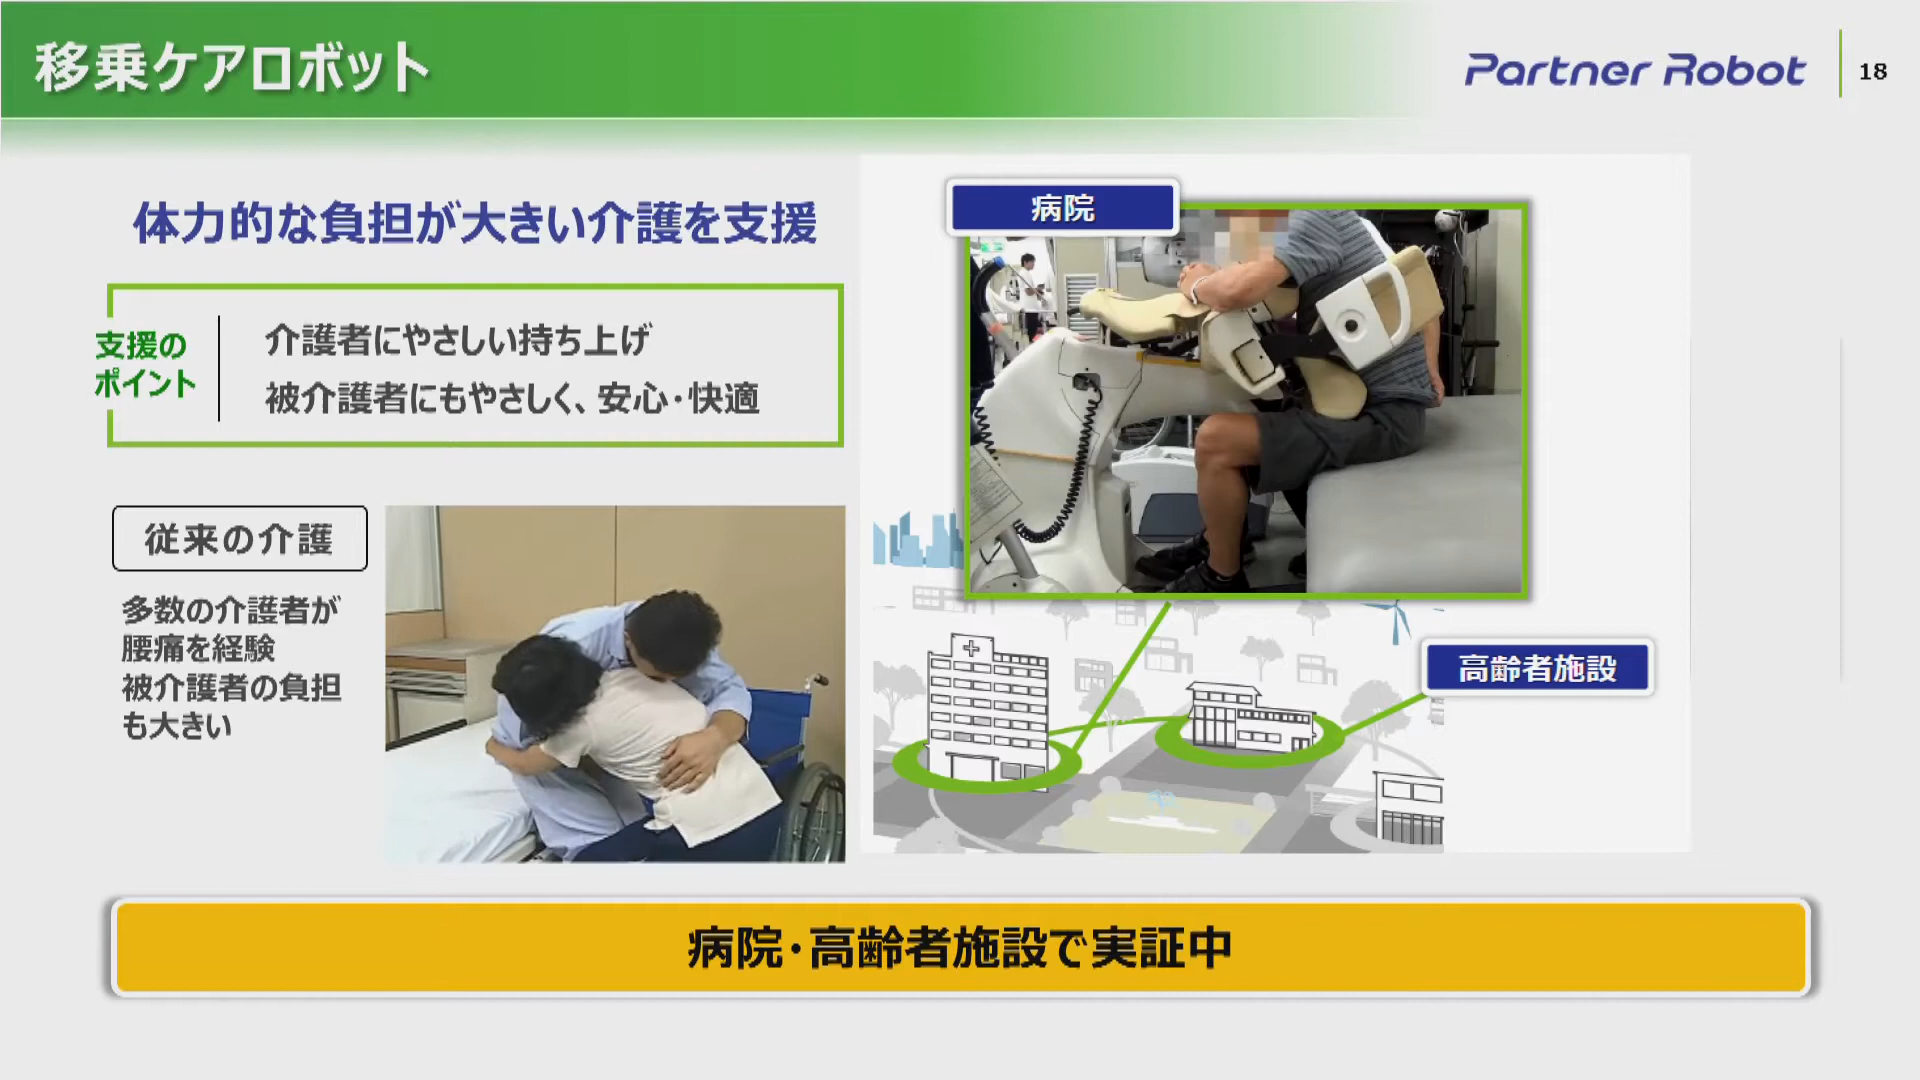 移乗ケアロボット
Partner Robot
18
体力的な負担が大きい介護を支援
支援の
ポイント
介護者にやさしい持ち上げ
被介護者にもやさしく、安心・快適
従来の介護
多数の介護者が
腰痛を経験
被介護者の負担
も大きい
病院
高齢者施設
病院・高齢者施設で実証中